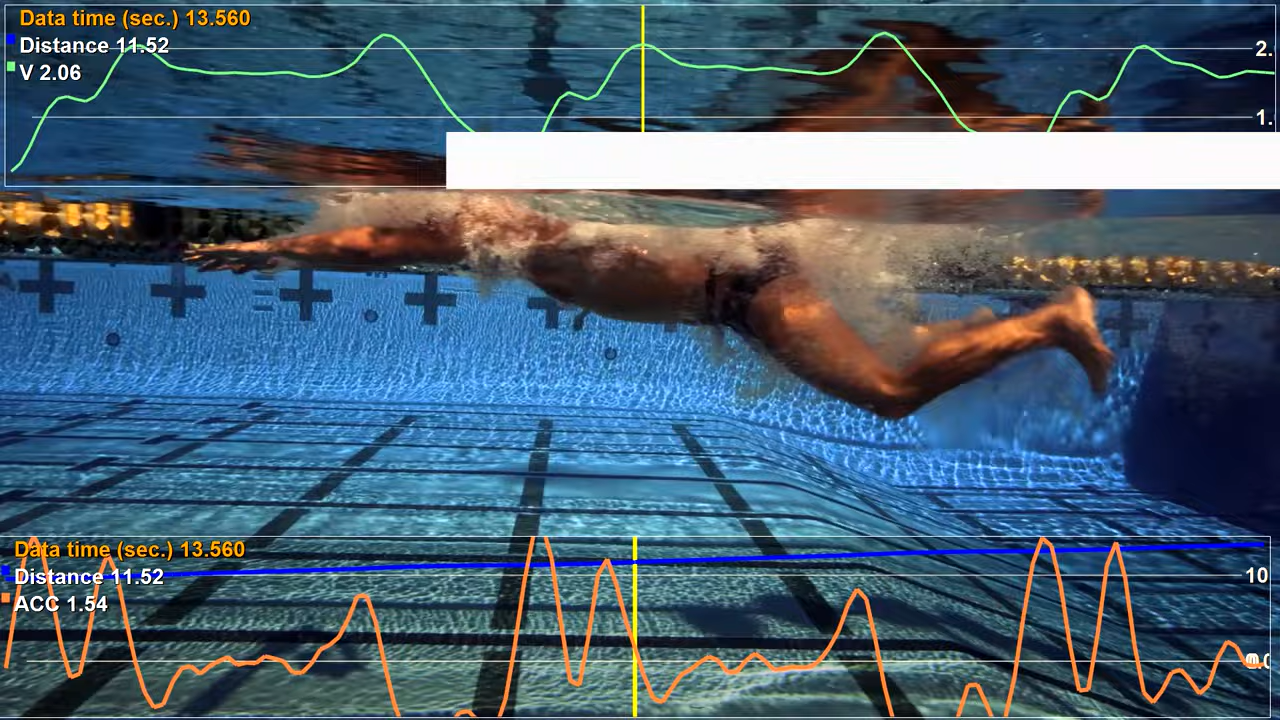 Data time (sec.) 13.560
Distance 11.52
V 2.06
2.
1.
Data time (sec.) 13.560
Distance 11.52
ACC 1.54
10